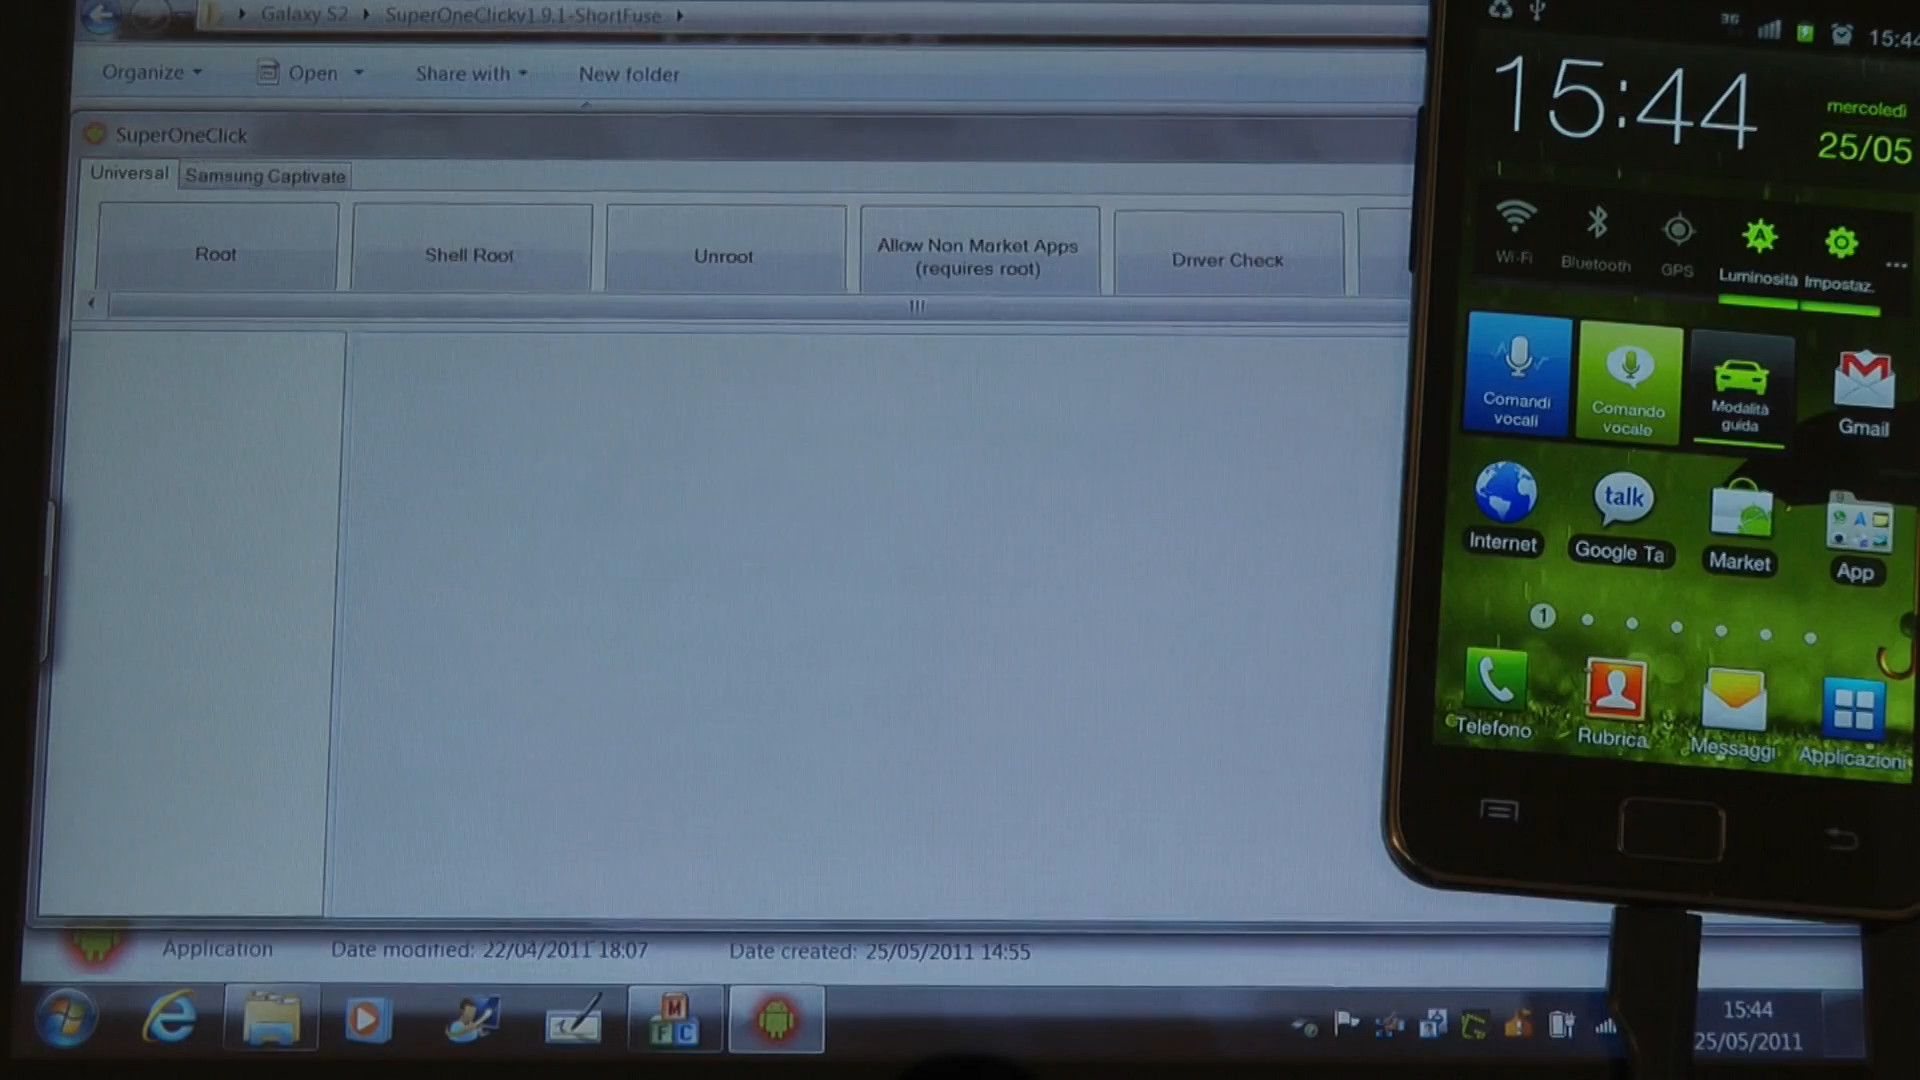 Galaxy S2
SuperOneClickv1.9.1-ShortFuse
Organize
Open
Share with
New folder
SuperOneClick
Universal
Samsung Captivate
Root
Shell Root
Unroot
Allow Non Market Apps
(requires root)
Driver Check
Application
Date modified: 22/04/2011 18:07
Date created: 25/05/2011 14:55
M
F C
15:44
25/05/2011
3G
15:44
15:44
mercoledì
25/05
Wi-Fi
Bluetooth
GPS
Luminosità
Impostaz.
Comandi
vocali
Comando
vocale
Modalità
guida
Gmail
talk
Internet
Google Ta
Market
9
App
1
Telefono
Rubrica
Messaggi
Applicazioni